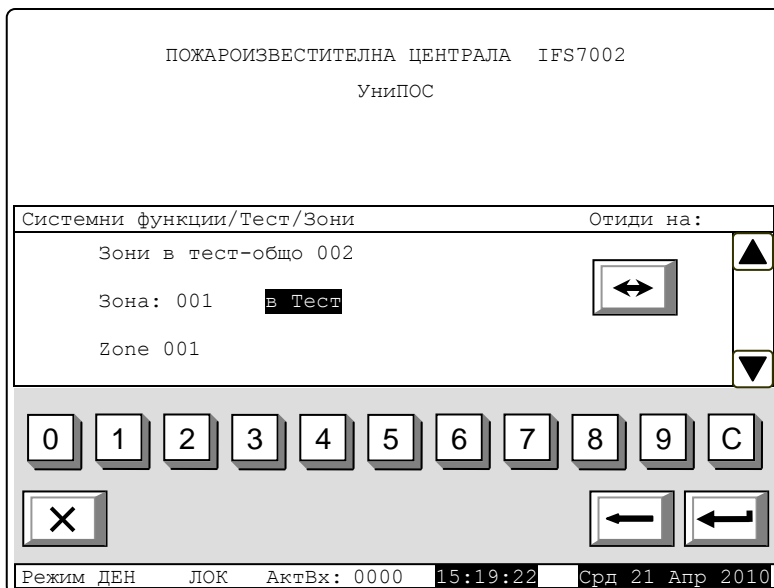 ПОЖАРОИЗВЕСТИТЕЛНА ЦЕНТРАЛА IFS7002
УниПОС
Системни функции/Тест/Зони Отиди на:
Зони в тест-общо 002
Зона: 001 в Тест
Zone 001
0 1 2 3 4 5 6 7 8 9 C
Режим ДЕН ЛОК АктВх: 0000 15:19:22 Срд 21 Апр 2010